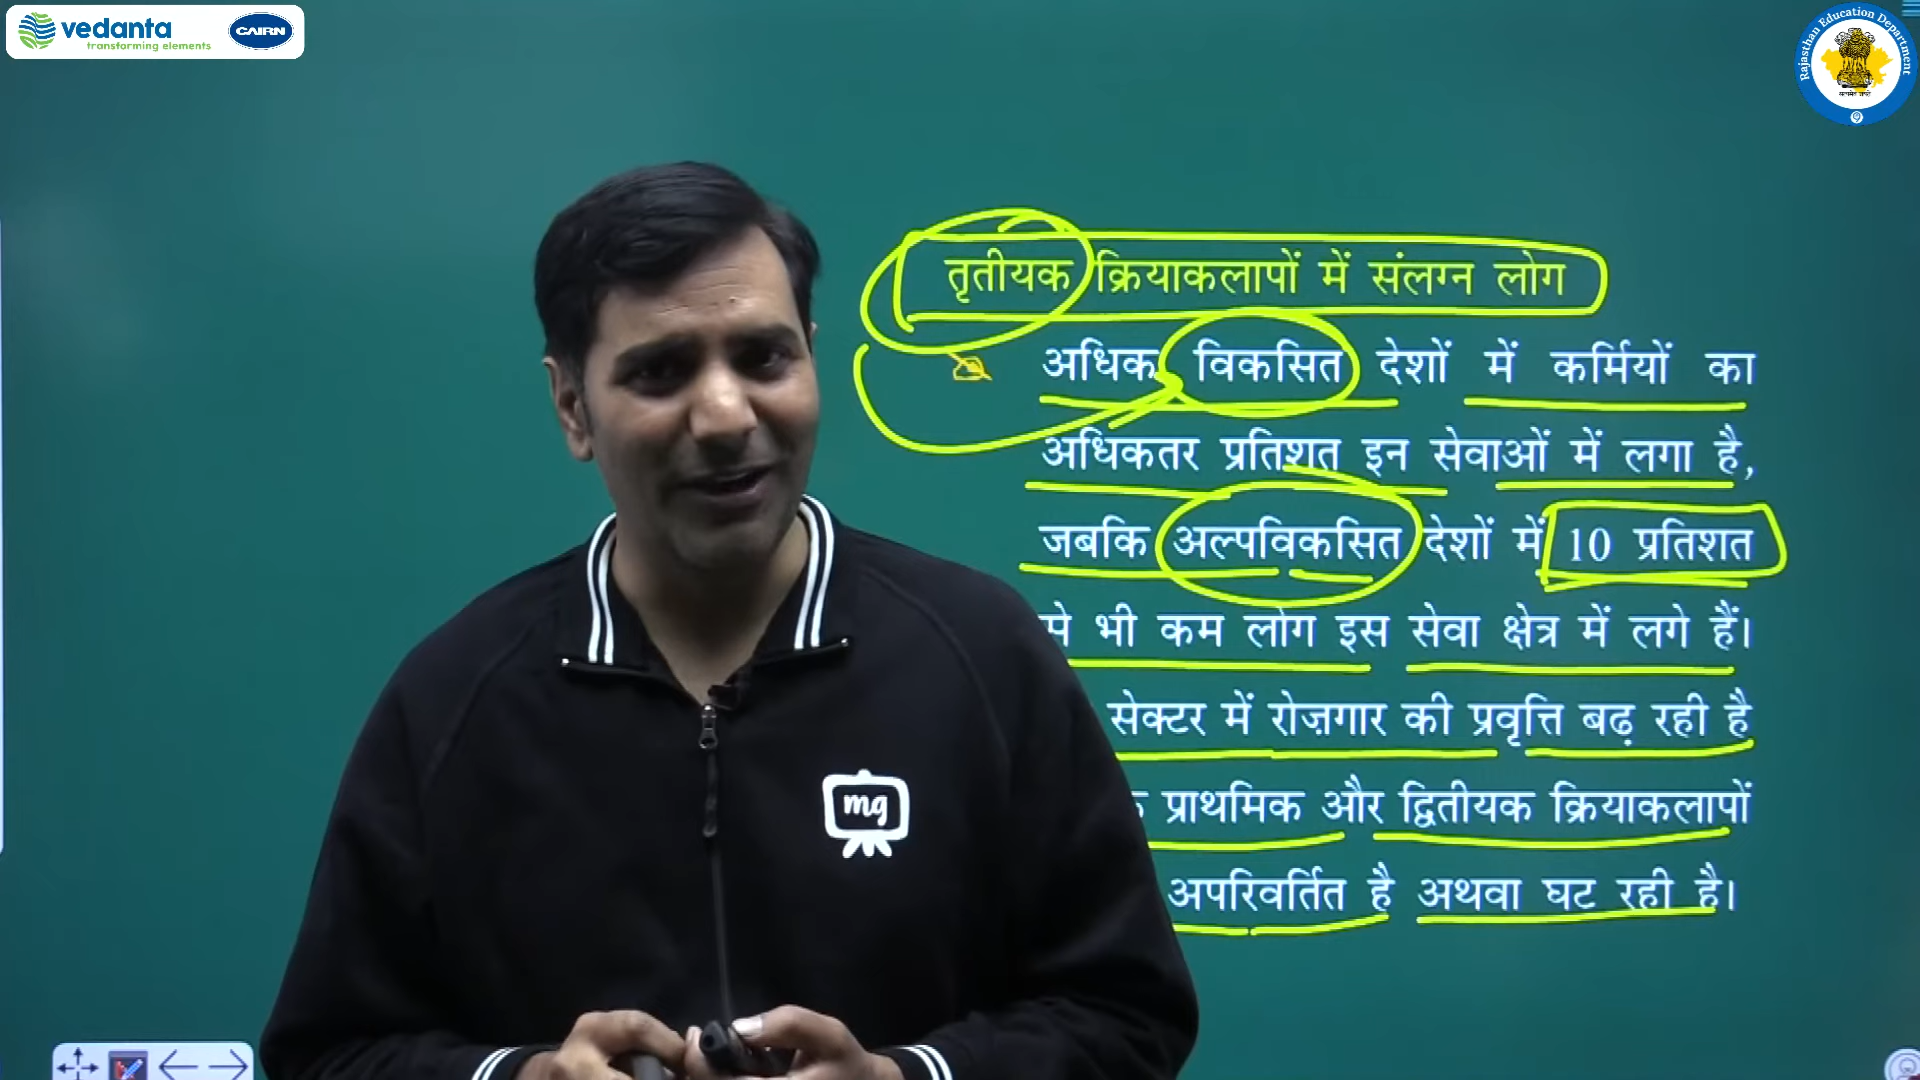 vedanta
transforming elements
CAIRN
Rajasthan Education Department
तृतीयक क्रियाकलापों में संलग्न लोग
अधिक विकसित देशों में कर्मियों का
अधिकतर प्रतिशत इन सेवाओं में लगा है,
जबकि अल्पविकसित देशों में 10 प्रतिशत
से भी कम लोग इस सेवा क्षेत्र में लगे हैं।
सेक्टर में रोज़गार की प्रवृत्ति बढ़ रही है
प्राथमिक और द्वितीयक क्रियाकलापों
अपरिवर्तित है अथवा घट रही है।
mg